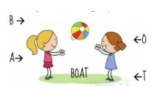 B →
A →
← O
BOAT
← T